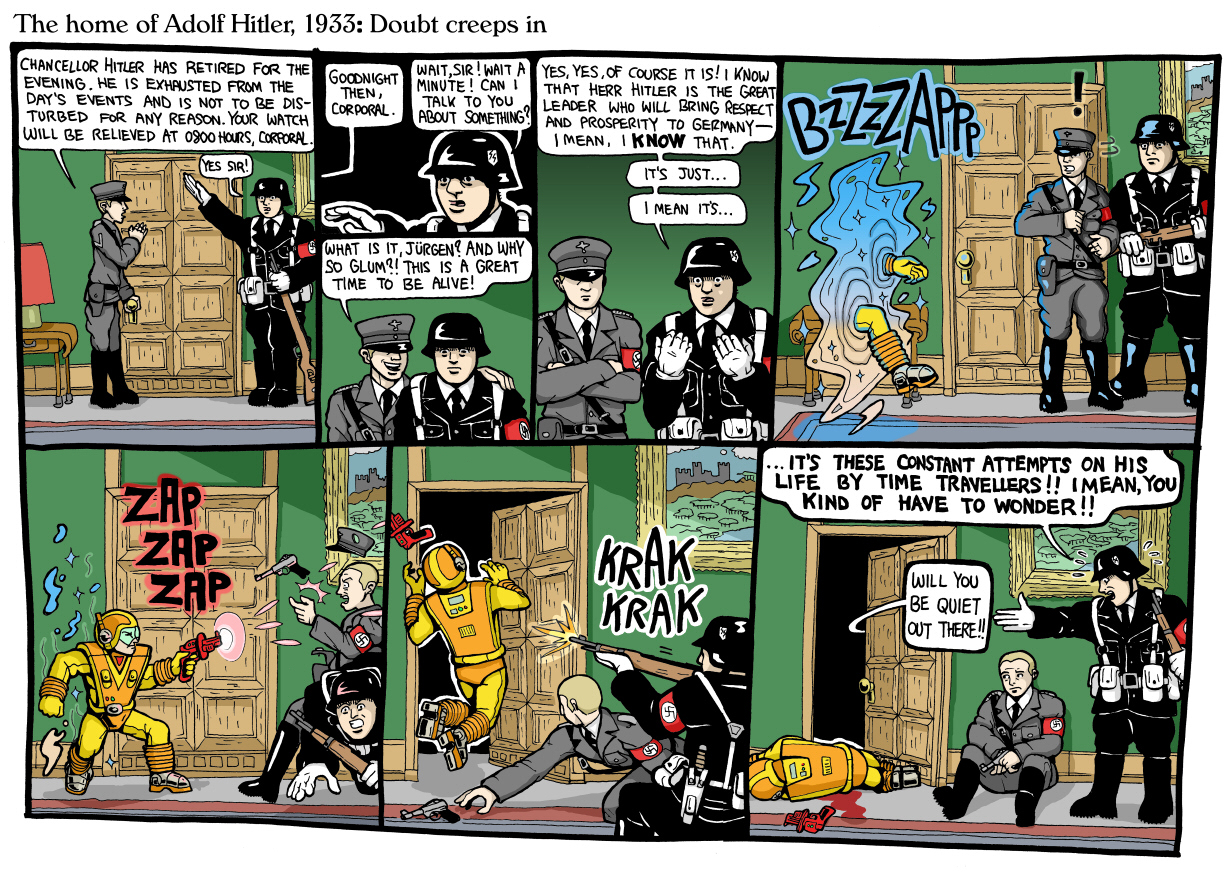 The home of Adolf Hitler, 1933: Doubt creeps in
CHANCELLOR HITLER HAS RETIRED FOR THE
EVENING. HE IS EXHAUSTED FROM THE
DAY'S EVENTS AND IS NOT TO BE DIS-
TURBED FOR ANY REASON. YOUR WATCH
WILL BE RELIEVED AT 0900 HOURS, CORPORAL.
YES SIR!
GOODNIGHT
THEN,
CORPORAL.
WAIT, SIR! WAIT A
MINUTE! CAN I
TALK TO YOU
ABOUT SOMETHING?
WHAT IS IT, JÜRGEN? AND WHY
SO GLUM?! THIS IS A GREAT
TIME TO BE ALIVE!
YES, YES, OF COURSE IT IS! I KNOW
THAT HERR HITLER IS THE GREAT
LEADER WHO WILL BRING RESPECT
AND PROSPERITY TO GERMANY—
I MEAN, I KNOW THAT.
IT'S JUST...
I MEAN IT'S...
BZZZZAPPP
!
ZAP
ZAP
ZAP
KRAK
KRAK
...IT'S THESE CONSTANT ATTEMPTS ON HIS
LIFE BY TIME TRAVELLERS!! I MEAN, YOU
KIND OF HAVE TO WONDER!!
WILL YOU
BE QUIET
OUT THERE!!